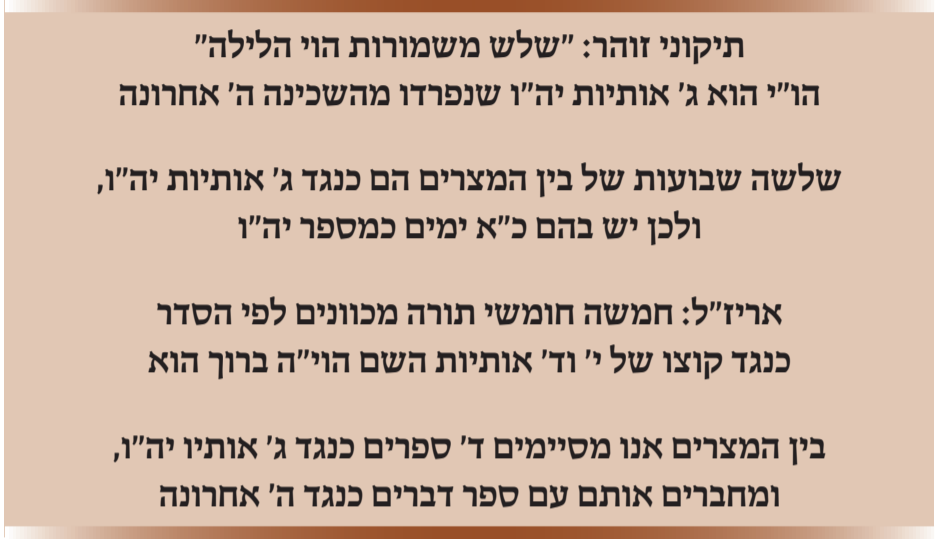 תיקוני זוהר: "שלש משמורות הוי הלילה"
הו"י הוא ג' אותיות יה"ו שנפרדו מהשכינה ה' אחרונה
שלשה שבועות של בין המצרים הם כנגד ג' אותיות יה"ו,
ולכן יש בהם כ"א ימים כמספר יה"ו
אריז"ל: חמשה חומשי תורה מכוונים לפי הסדר
כנגד קוצו של י' וד' אותיות השם הוי"ה ברוך הוא
בין המצרים אנו מסיימים ד' ספרים כנגד ג' אותיו יה"ו,
ומחברים אותם עם ספר דברים כנגד ה' אחרונה